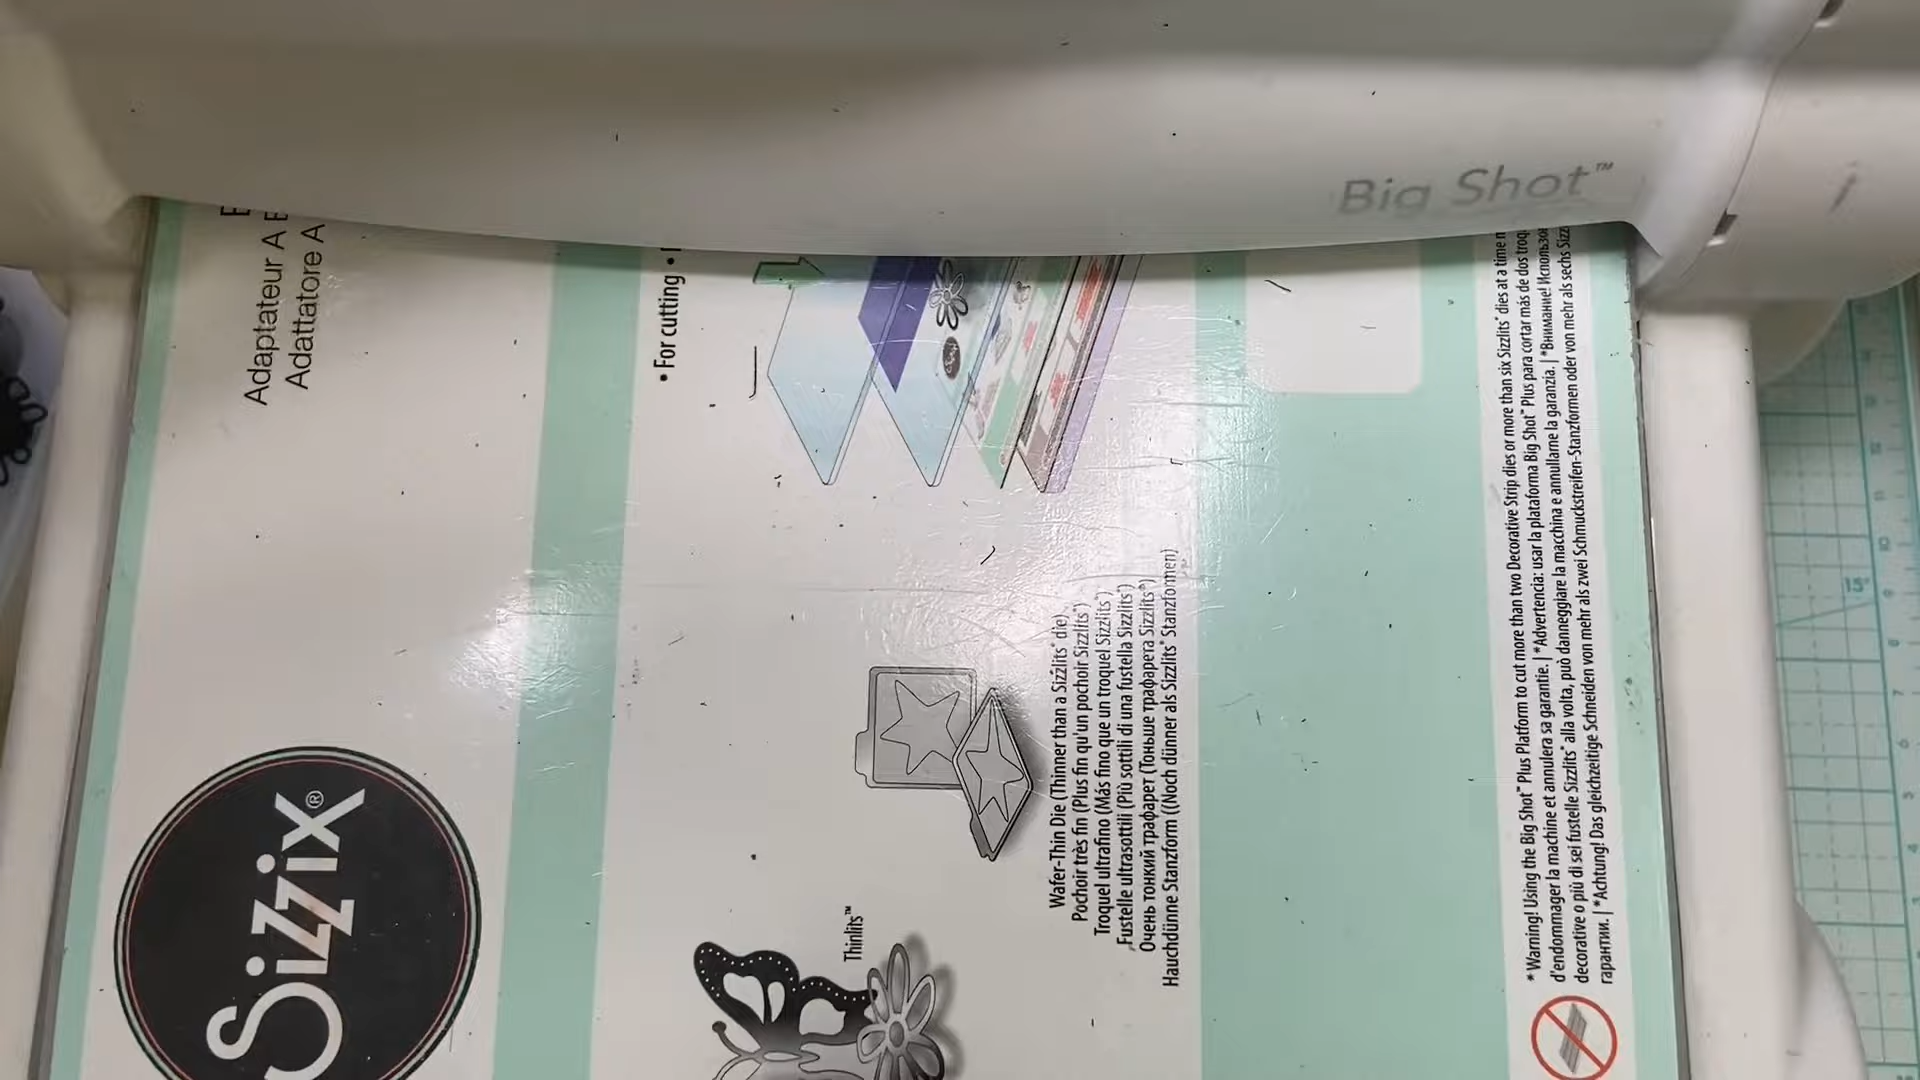 Big Shot™
Adaptateur A
Adattatore A
• For cutting •
Sizzix®
Thinlits™
Wafer-Thin Die (Thinner than a Sizzlits® die)
Pochoir très fin (Plus fin qu'un pochoir Sizzlits®)
Troquel ultrafino (Más fino que un troquel Sizzlits®)
Fustelle ultrasottili (Più sottili di una fustella Sizzlits®)
Очень тонкий трафарет (Тоньше трафарета Sizzlits®)
Hauchdünne Stanzform ((Noch dünner als Sizzlits® Stanzformen)
*Warning! Using the Big Shot™ Plus Platform to cut more than two Decorative Strip dies or more than six Sizzlits® dies at a time
d'endommager la machine et annulera sa garantie. | *Advertencia: usar la plataforma Big Shot™ Plus para cortar más de dos
decorative o più di sei fustelle Sizzlits® alla volta, può danneggiare la macchina e annullarne la garanzia. | *Внимание!
гарантии. | *Achtung! Das gleichzeitige Schneiden von mehr als zwei Schmuckstreifen-Stanzformen oder von mehr als sechs
15"